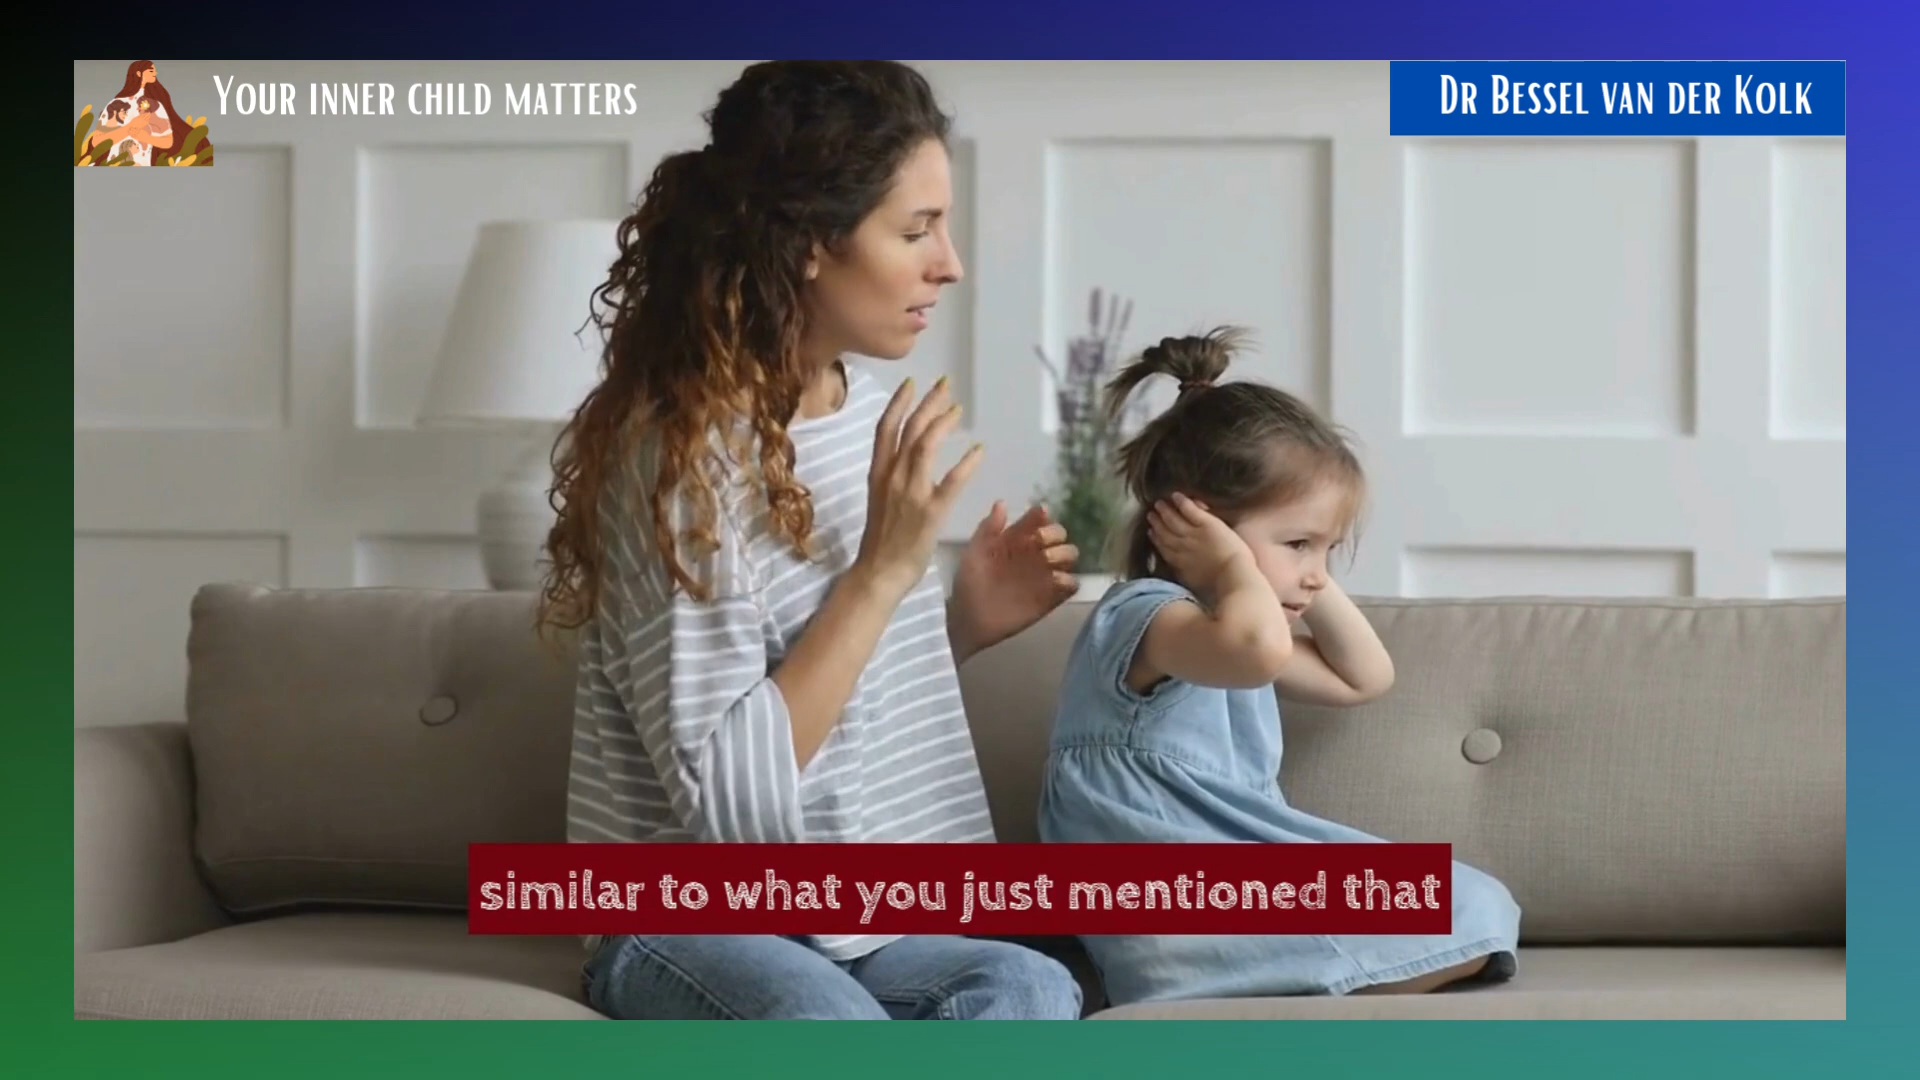 Your inner child matters
Dr Bessel van der Kolk
similar to what you just mentioned that